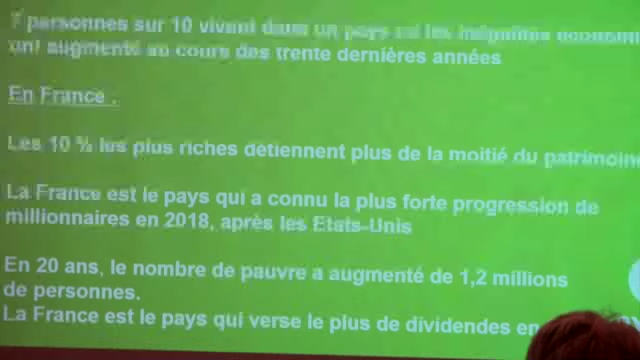 7 personnes sur 10 vivent dans un pays où les inégalités économi
ont augmenté au cours des trente dernières années
En France :
Les 10 % les plus riches détiennent plus de la moitié du patrimoine
La France est le pays qui a connu la plus forte progression de
millionnaires en 2018, après les Etats-Unis
En 20 ans, le nombre de pauvre a augmenté de 1,2 millions
de personnes.
La France est le pays qui verse le plus de dividendes en